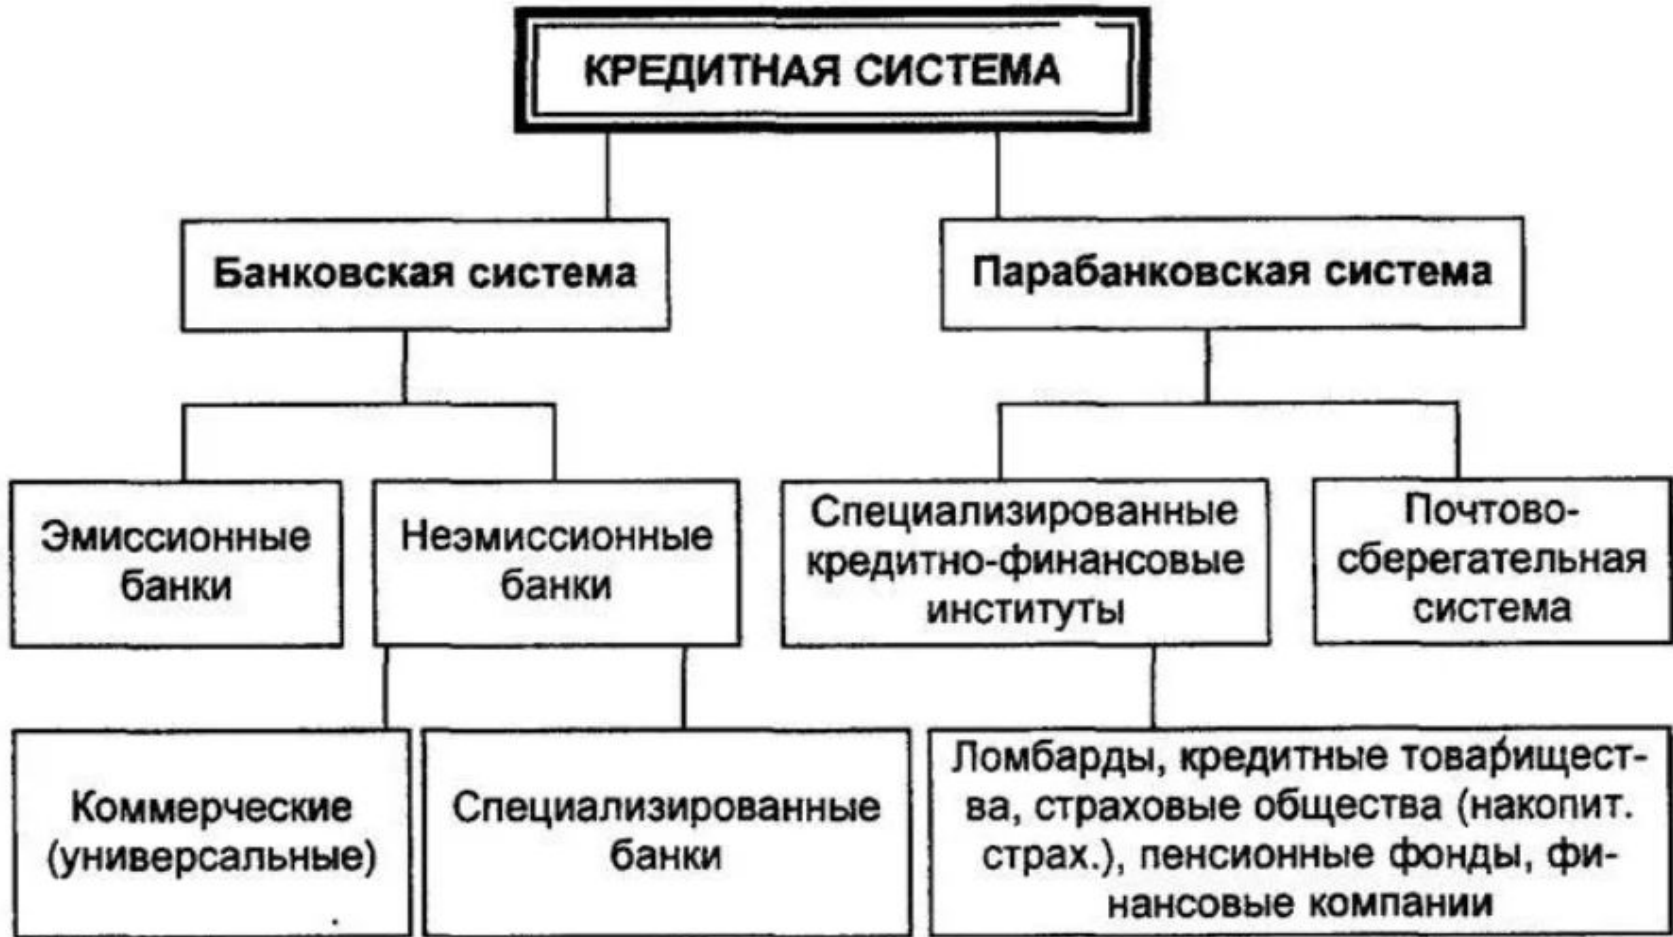 КРЕДИТНАЯ СИСТЕМА
Банковская система
Парабанковская система
Эмиссионные
банки
Неэмиссионные
банки
Специализированные
кредитно-финансовые
институты
Почтово-
сберегательная
система
Коммерческие
(универсальные)
Специализированные
банки
Ломбарды, кредитные товарищест-
ва, страховые общества (накопит.
страх.), пенсионные фонды, фи-
нансовые компании